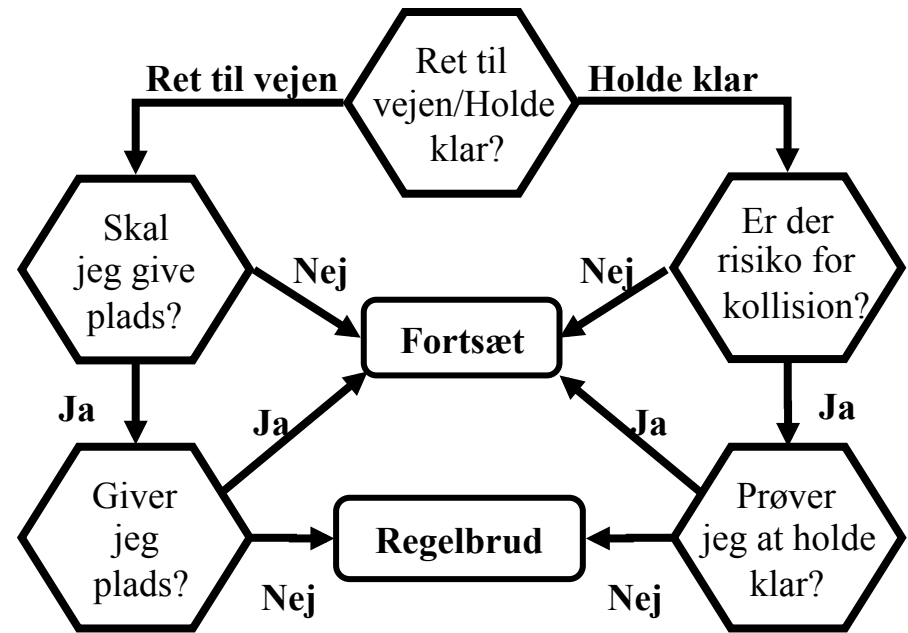 Ret til
vejen/Holde
klar?
Ret til vejen
Holde klar
Skal
jeg give
plads?
Er der
risiko for
kollision?
Nej
Nej
Fortsæt
Ja
Ja
Ja
Ja
Giver
jeg
plads?
Prøver
jeg at holde
klar?
Regelbrud
Nej
Nej